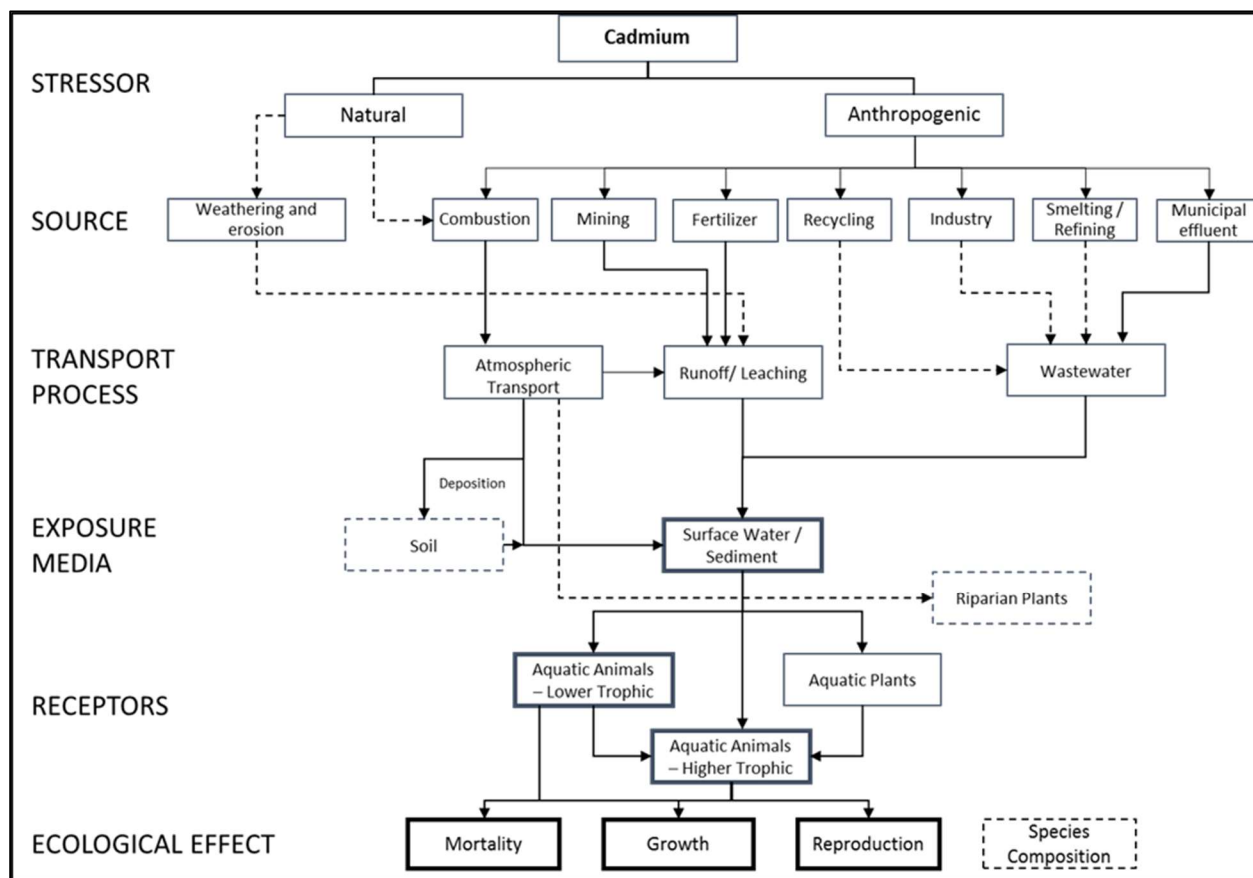 Cadmium
STRESSOR
Natural
Anthropogenic
SOURCE
Weathering and
erosion
Combustion
Mining
Fertilizer
Recycling
Industry
Smelting /
Refining
Municipal
effluent
TRANSPORT
PROCESS
Atmospheric
Transport
Runoff/ Leaching
Wastewater
Deposition
EXPOSURE
MEDIA
Soil
Surface Water /
Sediment
Riparian Plants
RECEPTORS
Aquatic Animals
– Lower Trophic
Aquatic Plants
Aquatic Animals
– Higher Trophic
ECOLOGICAL EFFECT
Mortality
Growth
Reproduction
Species
Composition